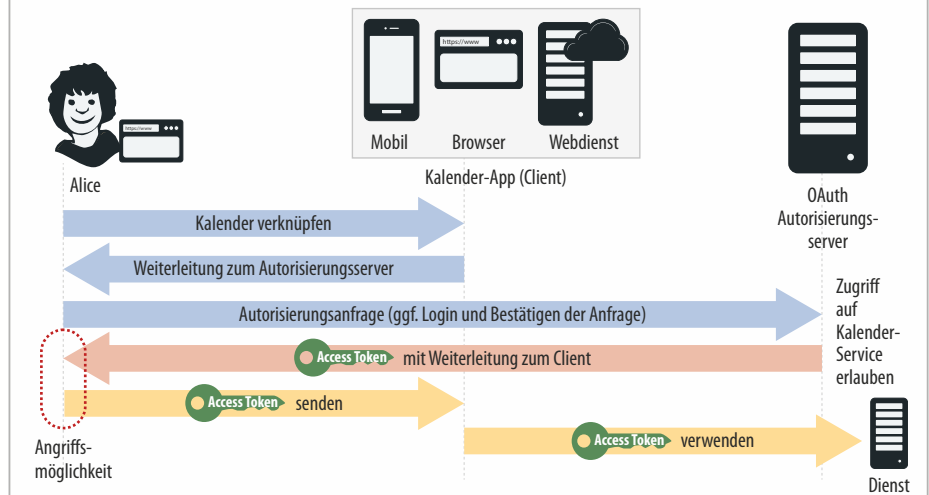 https://www
https://www
Mobil
Browser
Webdienst
Alice
Kalender-App (Client)
OAuth
Autorisierungs-
server
Kalender verknüpfen
Weiterleitung zum Autorisierungsserver
Autorisierungsanfrage (ggf. Login und Bestätigen der Anfrage)
Zugriff
auf
Kalender-
Service
erlauben
Access Token mit Weiterleitung zum Client
Access Token senden
Access Token verwenden
Angriffs-
möglichkeit
Dienst